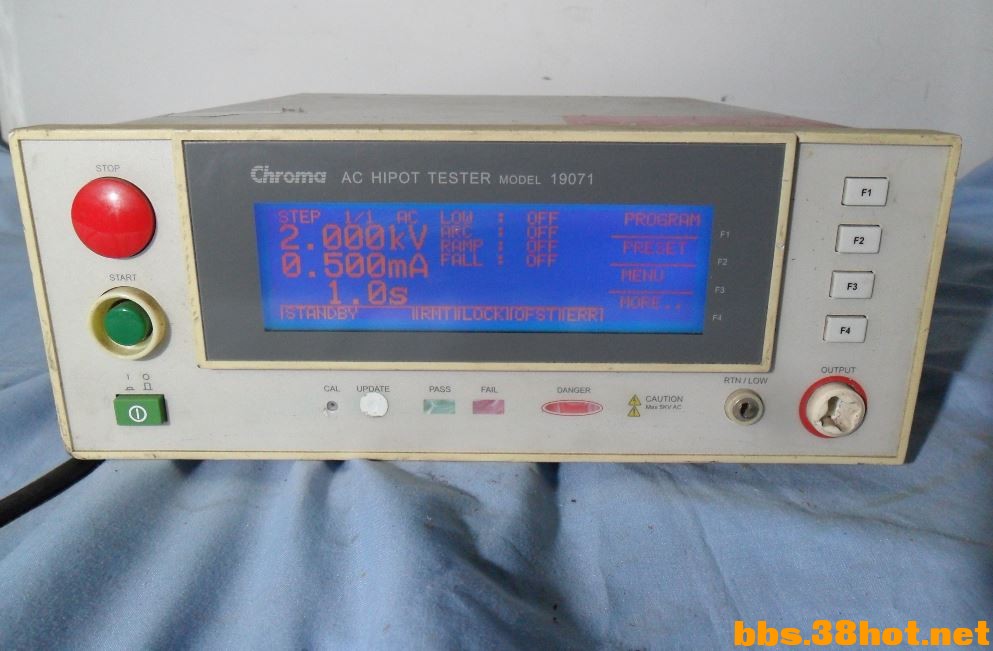 STOP
Chroma AC HIPOT TESTER MODEL 19071
F1
STEP 1/1 AC LOW : OFF PROGRAM
F1
2.000kV ARC : OFF
RAMP : OFF PRESET
F2
F2
0.500mA FALL : OFF
START
MENU
F3
F3
1.0s
MORE..
STANDBY RMT LOCK OFST ERR
F4
F4
I O
CAL UPDATE PASS FAIL DANGER
CAUTION
Max 5KV AC
RTN / LOW
OUTPUT
bbs.38hot.net